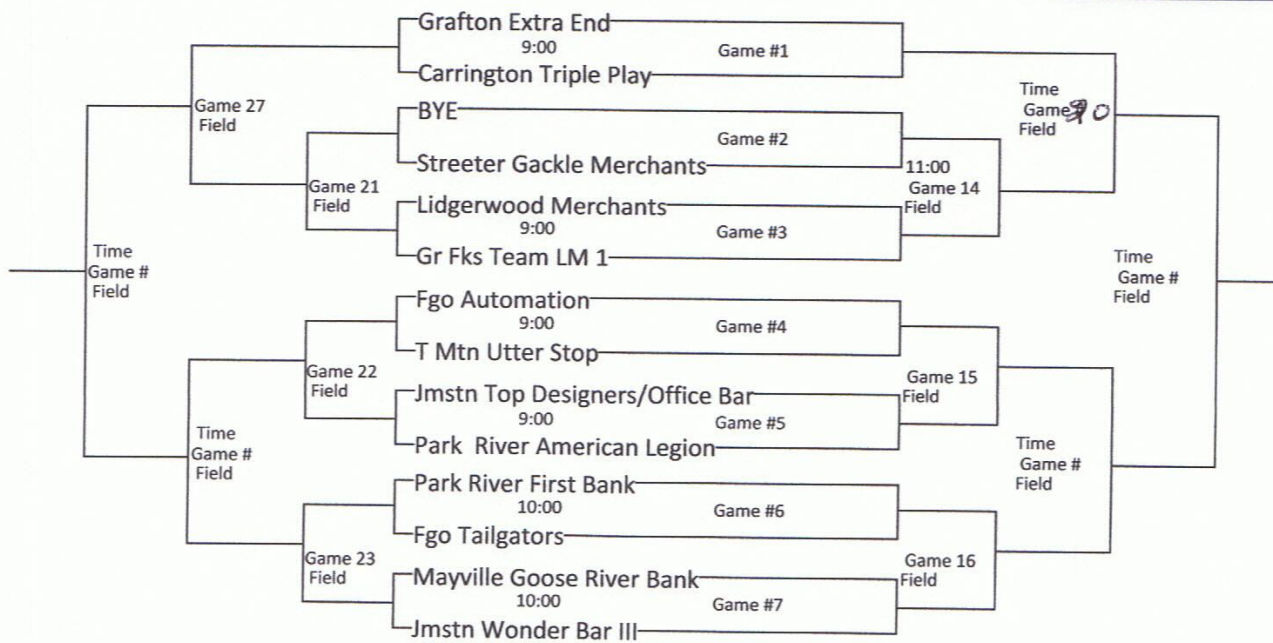 Grafton Extra End
9:00 Game #1
Carrington Triple Play
Time
Game
Field
Game 27
Field
BYE
Game #2
Streeter Gackle Merchants
11:00
Game 14
Field
Game 21
Field
Lidgerwood Merchants
9:00 Game #3
Gr Fks Team LM 1
Time
Game #
Field
Time
Game #
Field
Fgo Automation
9:00 Game #4
T Mtn Utter Stop
Game 22
Field
Game 15
Field
Jmstn Top Designers/Office Bar
9:00 Game #5
Park River American Legion
Time
Game #
Field
Time
Game #
Field
Park River First Bank
10:00 Game #6
Fgo Tailgators
Game 23
Field
Game 16
Field
Mayville Goose River Bank
10:00 Game #7
Jmstn Wonder Bar III